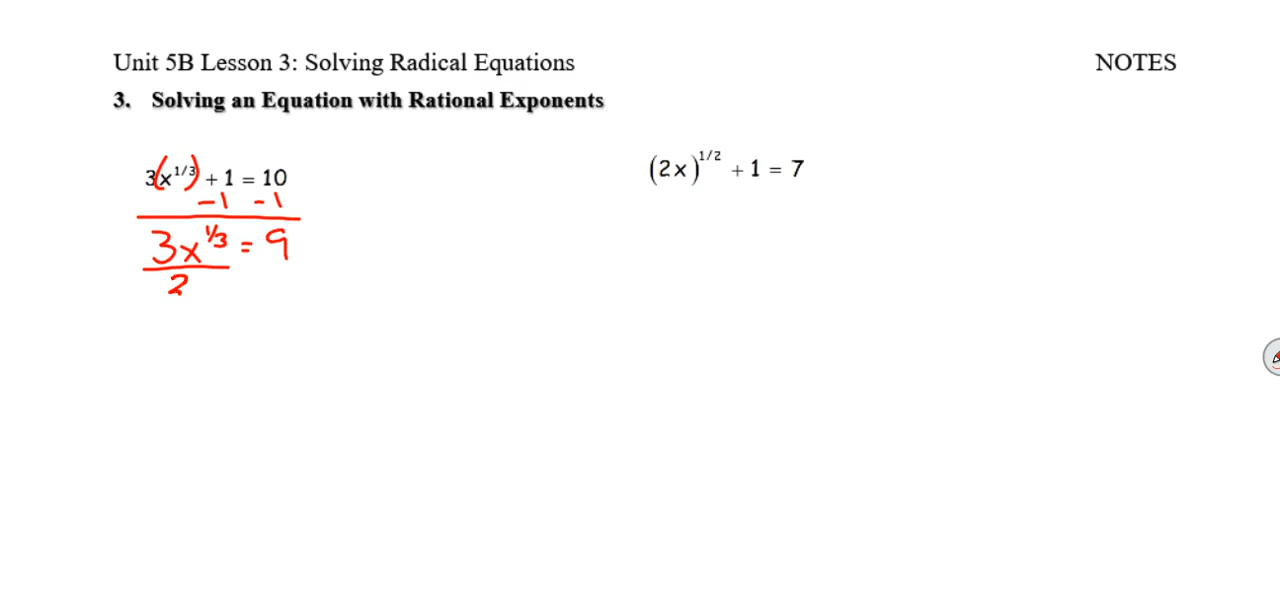 Unit 5B Lesson 3: Solving Radical Equations NOTES
3. Solving an Equation with Rational Exponents
3(x^1/3) + 1 = 10
(2x)^1/2 + 1 = 7
-1 -1
3x^1/3 = 9
2